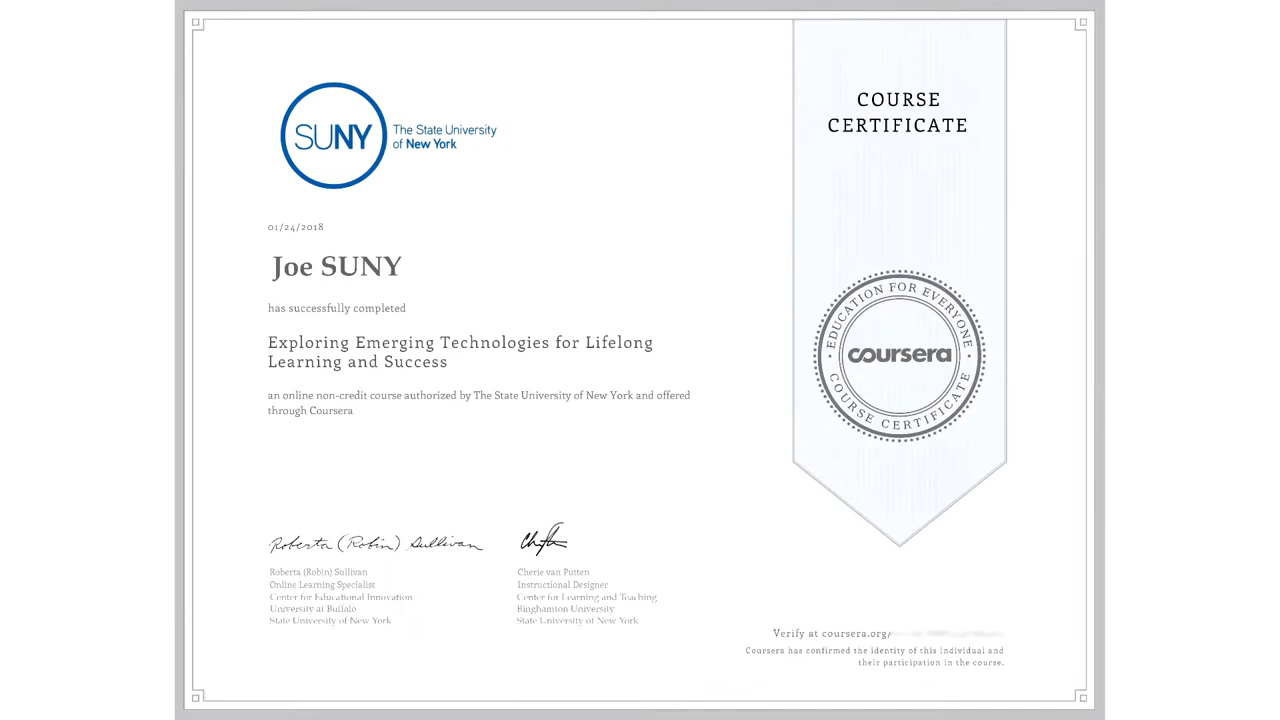 SUNY
The State University
of New York
COURSE
CERTIFICATE
01/24/2018
Joe SUNY
has successfully completed
Exploring Emerging Technologies for Lifelong
Learning and Success
an online non-credit course authorized by The State University of New York and offered
through Coursera
EDUCATION FOR EVERYONE
coursera
COURSE CERTIFICATE
Roberta (Robin) Sullivan
Roberta (Robin) Sullivan
Online Learning Specialist
Center for Educational Innovation
University at Buffalo
State University of New York
Cherie van Putten
Instructional Designer
Center for Learning and Teaching
Binghamton University
State University of New York
Verify at coursera.org/
Coursera has confirmed the identity of this individual and
their participation in the course.